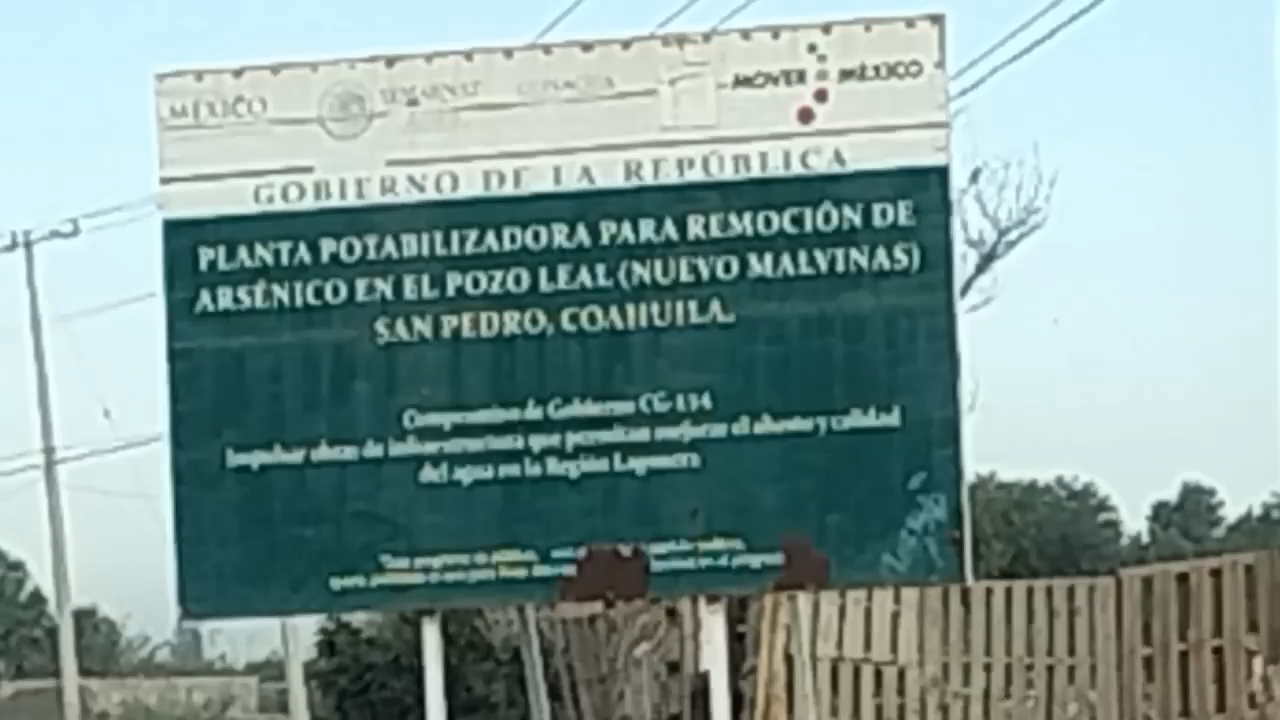 MÉXICO SEMARNAT CONAGUA MOVER A MÉXICO
GOBIERNO DE LA REPÚBLICA
PLANTA POTABILIZADORA PARA REMOCIÓN DE
ARSÉNICO EN EL POZO LEAL (NUEVO MALVINAS)
SAN PEDRO, COAHUILA.
Compromiso de Gobierno CG-134
Impulsar obras de infraestructura que permitan mejorar el abasto y calidad
del agua en la Región Lagunera